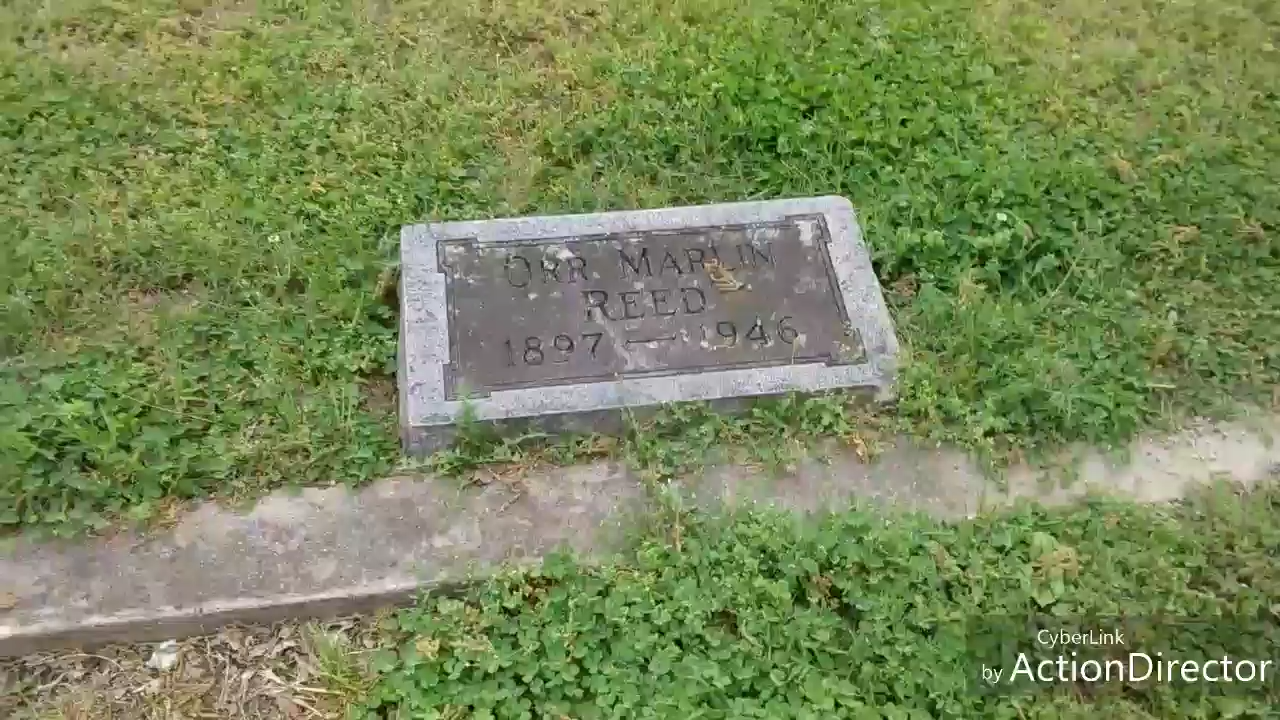 ORR MARLIN
REED
1897 — 1946
CyberLink
by ActionDirector